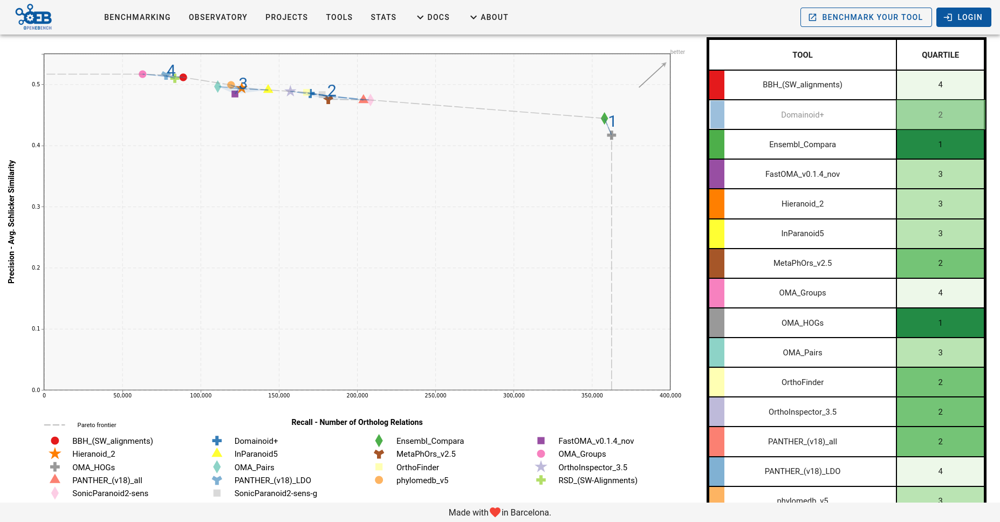 OEB
OPENEBENCH
BENCHMARKING OBSERVATORY PROJECTS TOOLS STATS DOCS ABOUT BENCHMARK YOUR TOOL LOGIN
better
Precision - Avg. Schlicker Similarity
0.5
0.4
0.3
0.2
0.1
0.0
4
3
2
1
0 50,000 100,000 150,000 200,000 250,000 300,000 350,000 400,000
Recall - Number of Ortholog Relations
Pareto frontier
BBH_(SW_alignments) Domainoid+ Ensembl_Compara FastOMA_v0.1.4_nov
Hieranoid_2 InParanoid5 MetaPhOrs_v2.5 OMA_Groups
OMA_HOGs OMA_Pairs OrthoFinder OrthoInspector_3.5
PANTHER_(v18)_all PANTHER_(v18)_LDO phylomedb_v5 RSD_(SW-Alignments)
SonicParanoid2-sens SonicParanoid2-sens-g
TOOL QUARTILE
BBH_(SW_alignments) 4
Domainoid+ 2
Ensembl_Compara 1
FastOMA_v0.1.4_nov 3
Hieranoid_2 3
InParanoid5 3
MetaPhOrs_v2.5 2
OMA_Groups 4
OMA_HOGs 1
OMA_Pairs 3
OrthoFinder 2
OrthoInspector_3.5 2
PANTHER_(v18)_all 2
PANTHER_(v18)_LDO 4
phylomedb_v5 3
Made with in Barcelona.